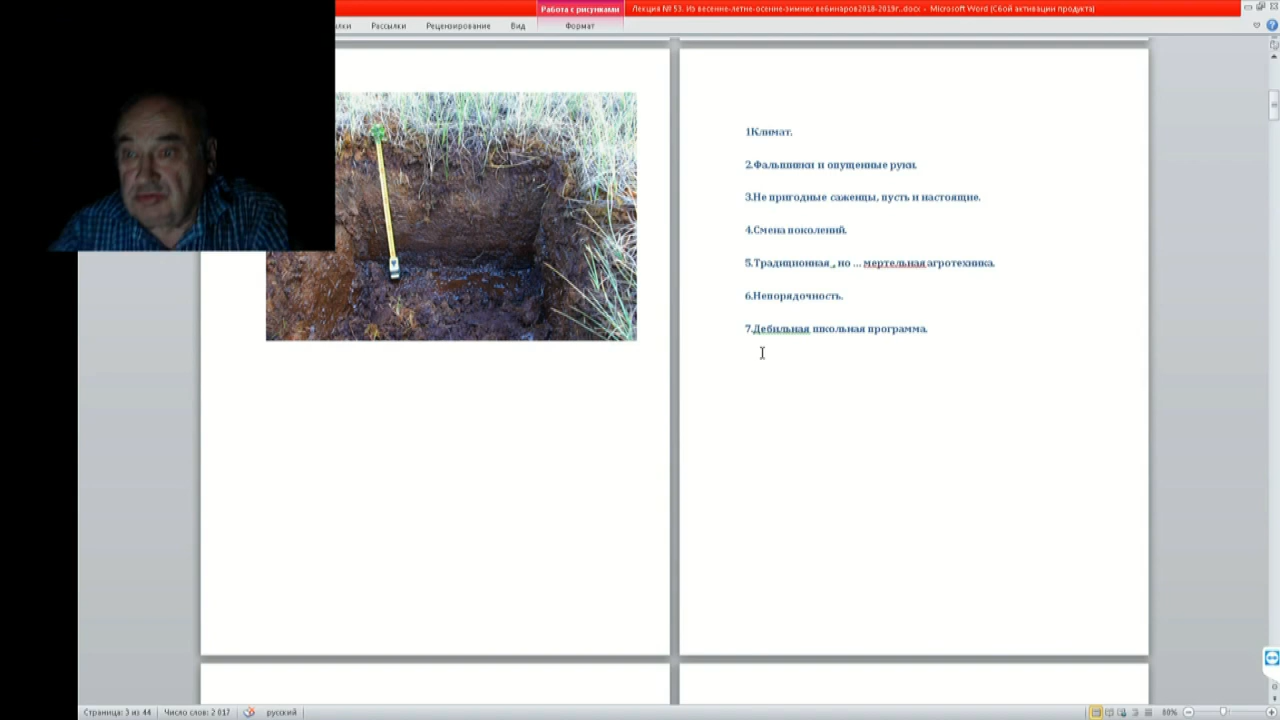 Работа с рисунками
Лекция № 53. Из весенне-летне-осенне-зимних вебинаров2018-2019г..docx - Microsoft Word (Сбой активации продукта)
лки Рассылки Рецензирование Вид Формат
1Климат.
2.Фальшивки и опущенные руки.
3.Не пригодные саженцы, пусть и настоящие.
4.Смена поколений.
5.Традиционная , но ... мертельная агротехника.
6.Непорядочность.
7.Дебильная школьная программа.
Страница: 3 из 44 Число слов: 2 017 русский 80%